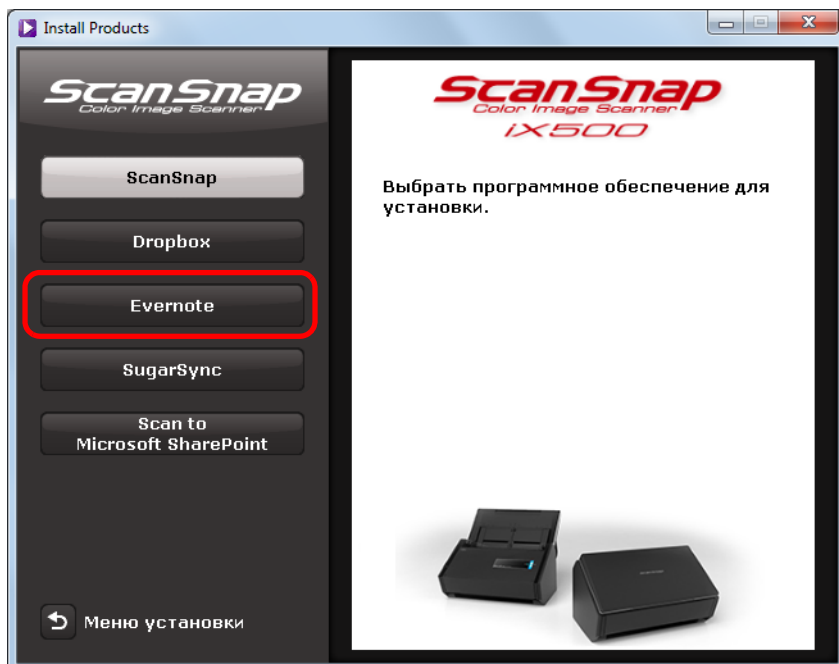 Install Products
ScanSnap
Color Image Scanner
ScanSnap
Dropbox
Evernote
SugarSync
Scan to
Microsoft SharePoint
Меню установки
ScanSnap
Color Image Scanner
iX500
Выбрать программное обеспечение для
установки.